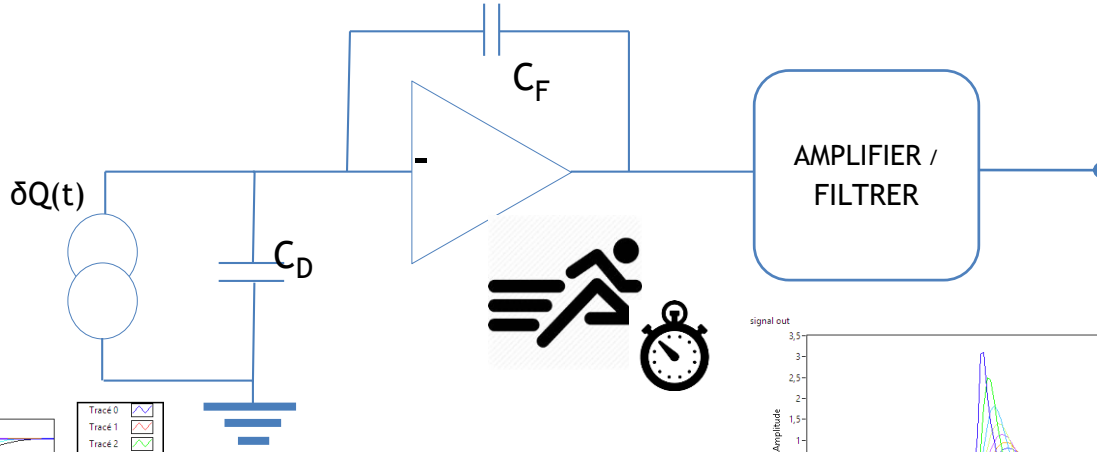 C_F
-
AMPLIFIER /
FILTRER
δQ(t)
C_D
signal out
3,5
3
2,5
2
1,5
1
Amplitude
Tracé 0
Tracé 1
Tracé 2